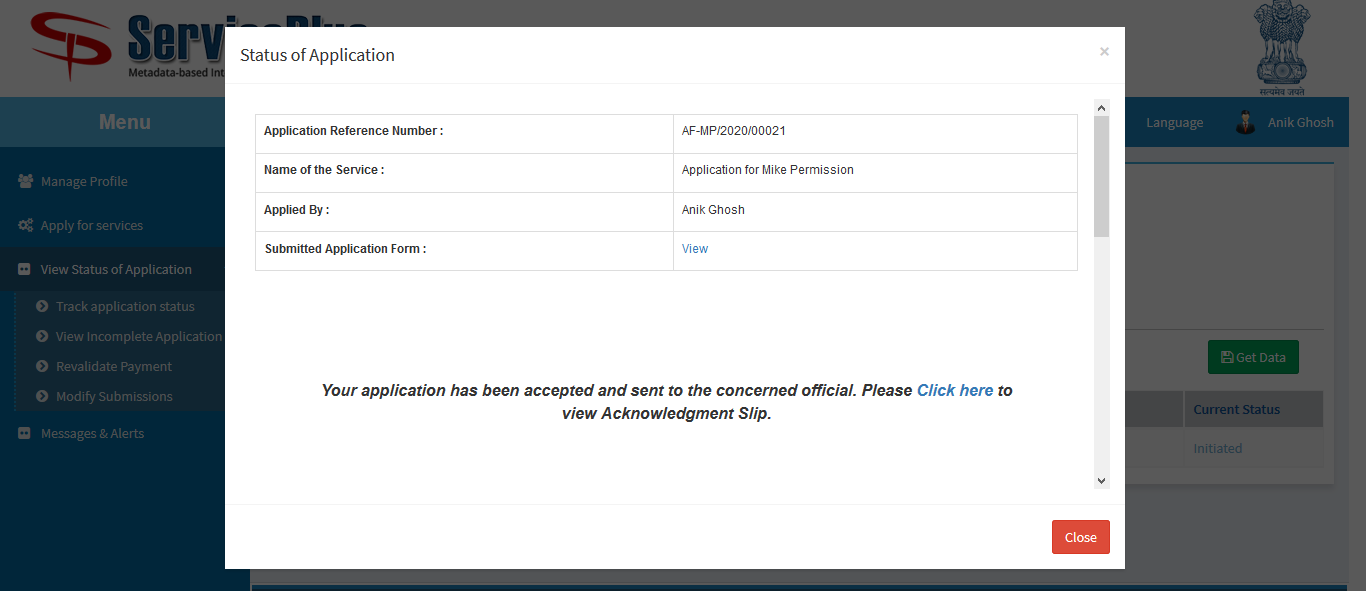 Status of Application
×
Metadata-based Int
सत्यमेव जयते
Menu
Language
Anik Ghosh
Manage Profile
Apply for services
View Status of Application
Track application status
View Incomplete Application
Revalidate Payment
Modify Submissions
Messages & Alerts
Application Reference Number : AF-MP/2020/00021
Name of the Service : Application for Mike Permission
Applied By : Anik Ghosh
Submitted Application Form : View
Your application has been accepted and sent to the concerned official. Please Click here to
view Acknowledgment Slip.
Get Data
Current Status
Initiated
Close